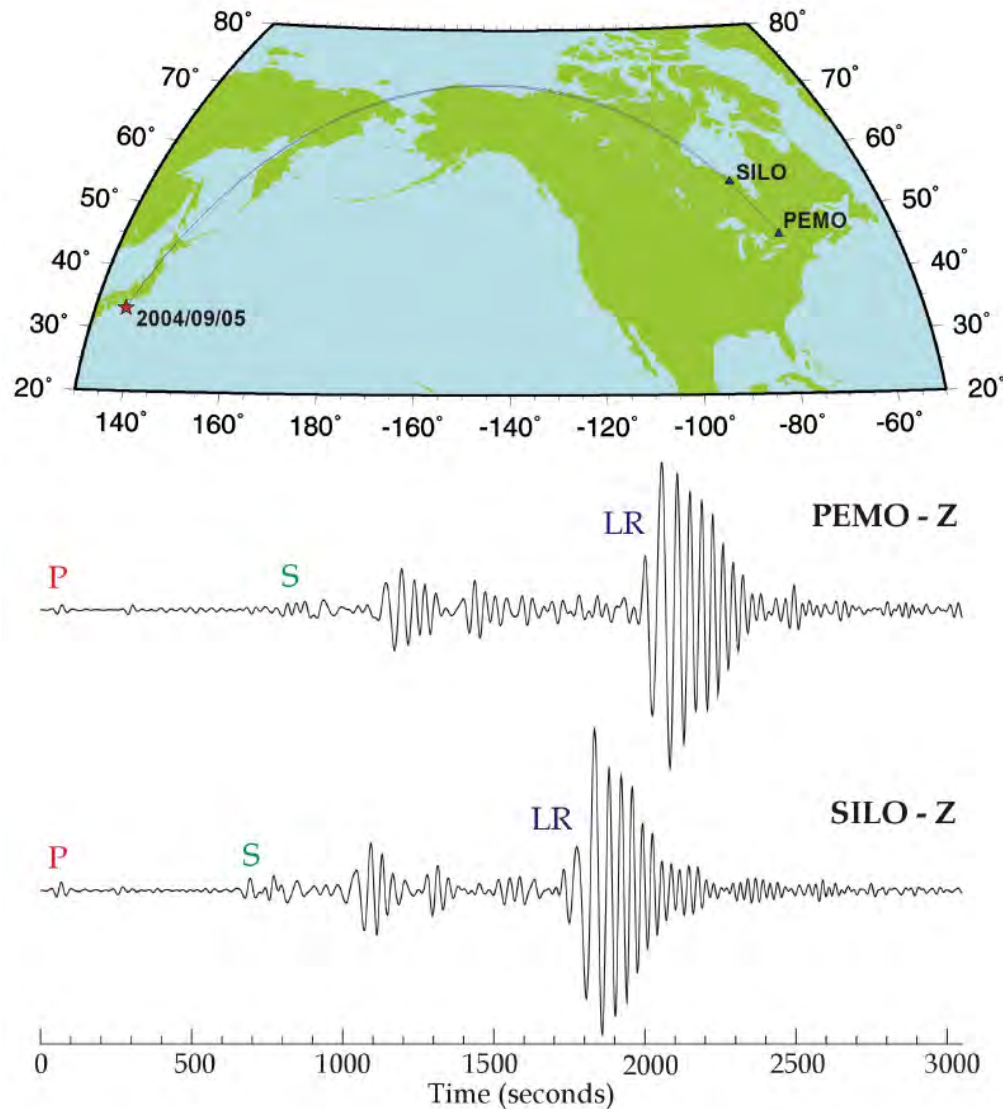 80° 80°
70° 70°
60° 60°
SILO
50° 50°
PEMO
40° 40°
2004/09/05
30° 30°
20° 20°
140° 160° 180° -160° -140° -120° -100° -80° -60°
LR PEMO - Z
P S
LR SILO - Z
P S
0 500 1000 1500 2000 2500 3000
Time (seconds)